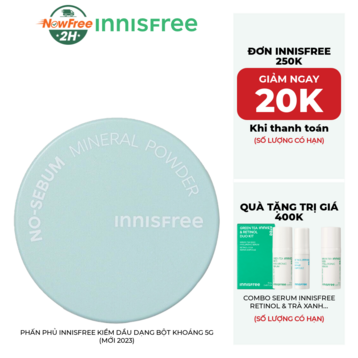 NowFree
2H
innisfree
NO-SEBUM MINERAL POWDER
innisfree
PHẤN PHỦ INNISFREE KIỀM DẦU DẠNG BỘT KHOÁNG 5G
(MỚI 2023)
ĐƠN INNISFREE
250K
GIẢM NGAY
20K
Khi thanh toán
(SỐ LƯỢNG CÓ HẠN)
QUÀ TẶNG TRỊ GIÁ
400K
innisfree
COMBO SERUM INNISFREE
RETINOL & TRÀ XANH...
(SỐ LƯỢNG CÓ HẠN)